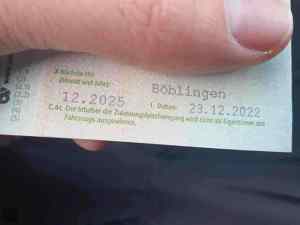 X Nächste HU
(Monat und Jahr)
12.2025
Böblingen
I. Datum: 23.12.2022
C.4c Der Inhaber der Zulassungsbescheinigung wird nicht als Eigentümer des
Fahrzeugs ausgewiesen.